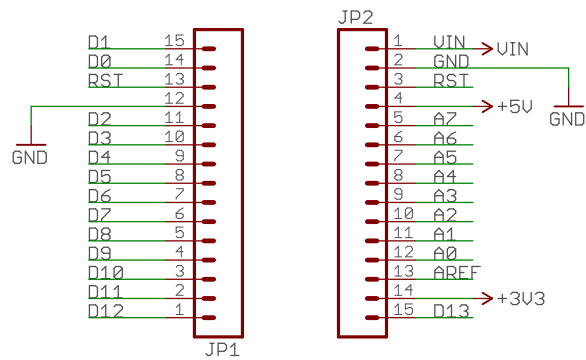 JP2
D1 15 1 VIN VIN
D0 14 2 GND
RST 13 3 RST
12 4 +5V
GND
D2 11 5 A7
D3 10 6 A6
GND
D4 9 7 A5
D5 8 8 A4
D6 7 9 A3
D7 6 10 A2
D8 5 11 A1
D9 4 12 A0
D10 3 13 AREF
D11 2 14 +3V3
D12 1 15 D13
JP1